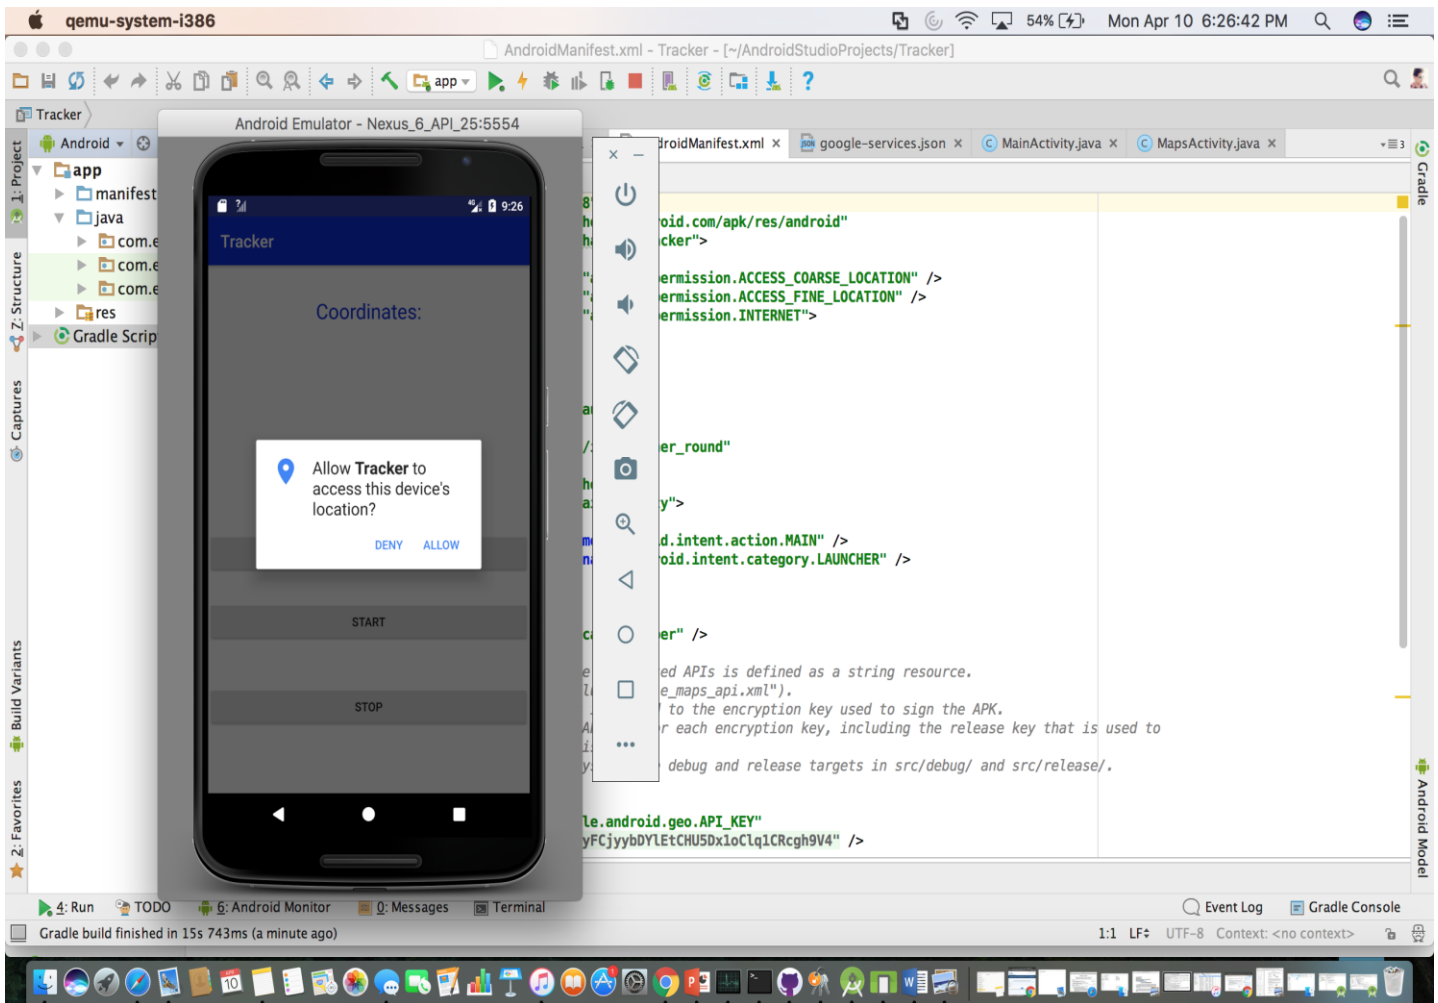 qemu-system-i386
54%
Mon Apr 10 6:26:42 PM
AndroidManifest.xml - Tracker - [~/AndroidStudioProjects/Tracker]
app
Tracker
Android Emulator - Nexus_6_API_25:5554
1: Project
Z: Structure
Captures
Build Variants
2: Favorites
Android
app
manifest
java
com.e
com.e
com.e
res
Gradle Scrip
9:26
Tracker
Coordinates:
Allow Tracker to
access this device's
location?
DENY ALLOW
START
STOP
droidManifest.xml
google-services.json
MainActivity.java
MapsActivity.java
3
Gradle
Android Model
oid.com/apk/res/android"
cker">
ermission.ACCESS_COARSE_LOCATION" />
ermission.ACCESS_FINE_LOCATION" />
ermission.INTERNET">
er_round"
y">
d.intent.action.MAIN" />
oid.intent.category.LAUNCHER" />
er" />
ed APIs is defined as a string resource.
e_maps_api.xml").
to the encryption key used to sign the APK.
r each encryption key, including the release key that is used to
debug and release targets in src/debug/ and src/release/.
le.android.geo.API_KEY"
yFCjyybDYlEtCHU5Dx1oClq1CRcgh9V4" />
4: Run
TODO
6: Android Monitor
0: Messages
Terminal
Event Log
Gradle Console
Gradle build finished in 15s 743ms (a minute ago)
1:1 LF UTF-8 Context: <no context>